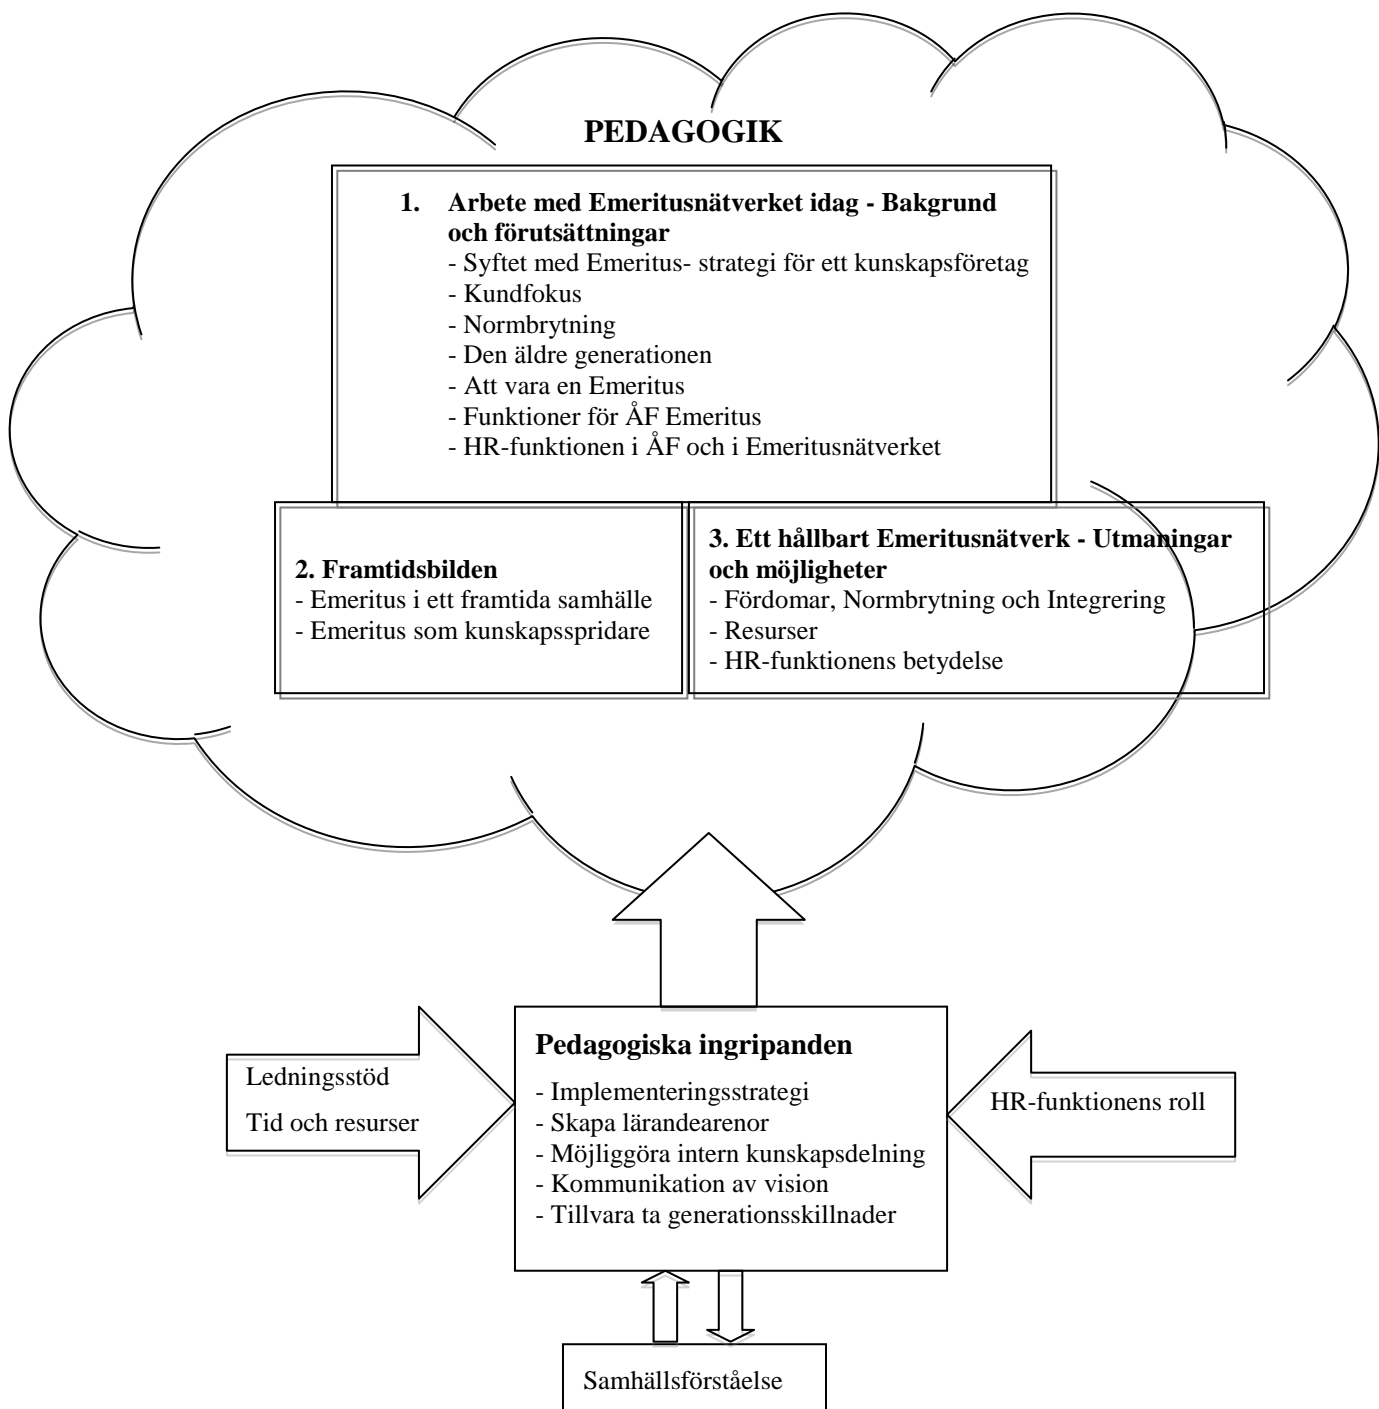 PEDAGOGIK
1. Arbete med Emeritusnätverket idag - Bakgrund
och förutsättningar
- Syftet med Emeritus- strategi för ett kunskapsföretag
- Kundfokus
- Normbrytning
- Den äldre generationen
- Att vara en Emeritus
- Funktioner för ÅF Emeritus
- HR-funktionen i ÅF och i Emeritusnätverket
2. Framtidsbilden
- Emeritus i ett framtida samhälle
- Emeritus som kunskapsspridare
3. Ett hållbart Emeritusnätverk - Utmaningar
och möjligheter
- Fördomar, Normbrytning och Integrering
- Resurser
- HR-funktionens betydelse
Ledningsstöd
Tid och resurser
Pedagogiska ingripanden
- Implementeringsstrategi
- Skapa lärandearenor
- Möjliggöra intern kunskapsdelning
- Kommunikation av vision
- Tillvara ta generationsskillnader
HR-funktionens roll
Samhällsförståelse